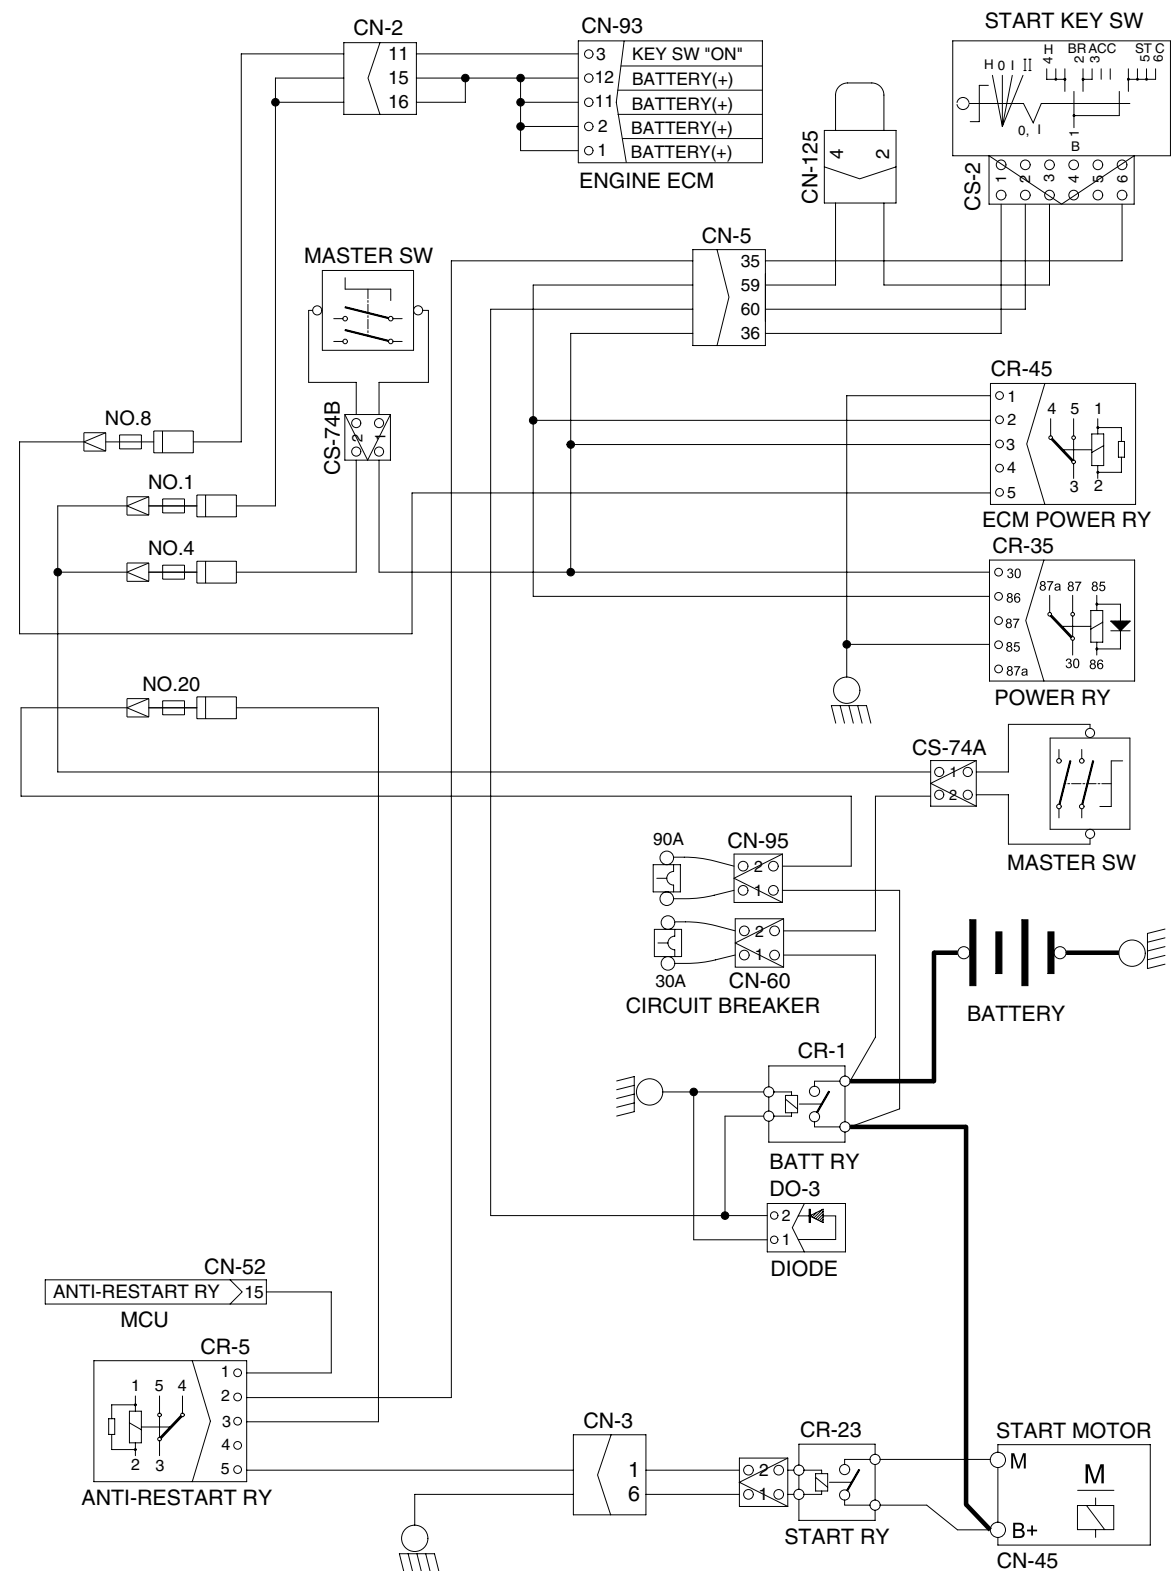 START KEY SW
H 0 I II
4 H
BR ACC
2 3
ST C
5 6
0, I
1
B
CS-2
1 2 3 4 5 6
CN-2
11
15
16
CN-93
3 KEY SW "ON"
12 BATTERY(+)
11 BATTERY(+)
2 BATTERY(+)
1 BATTERY(+)
ENGINE ECM
CN-125
4 2
CN-5
35
59
60
36
MASTER SW
CS-74B
2 1
NO.8
NO.1
NO.4
NO.20
CR-45
1
2
3
4
5
4 5 1
3 2
ECM POWER RY
CR-35
30
86
87
85
87a
87a 87 85
30 86
POWER RY
CS-74A
1
2
MASTER SW
90A
CN-95
2
1
2
1
30A
CN-60
CIRCUIT BREAKER
BATTERY
CR-1
BATT RY
DO-3
2
1
DIODE
CN-52
ANTI-RESTART RY 15
MCU
CR-5
1
2
3
4
5
1 5 4
2 3
ANTI-RESTART RY
CN-3
1
6
2
1
CR-23
START RY
START MOTOR
M
M
B+
CN-45